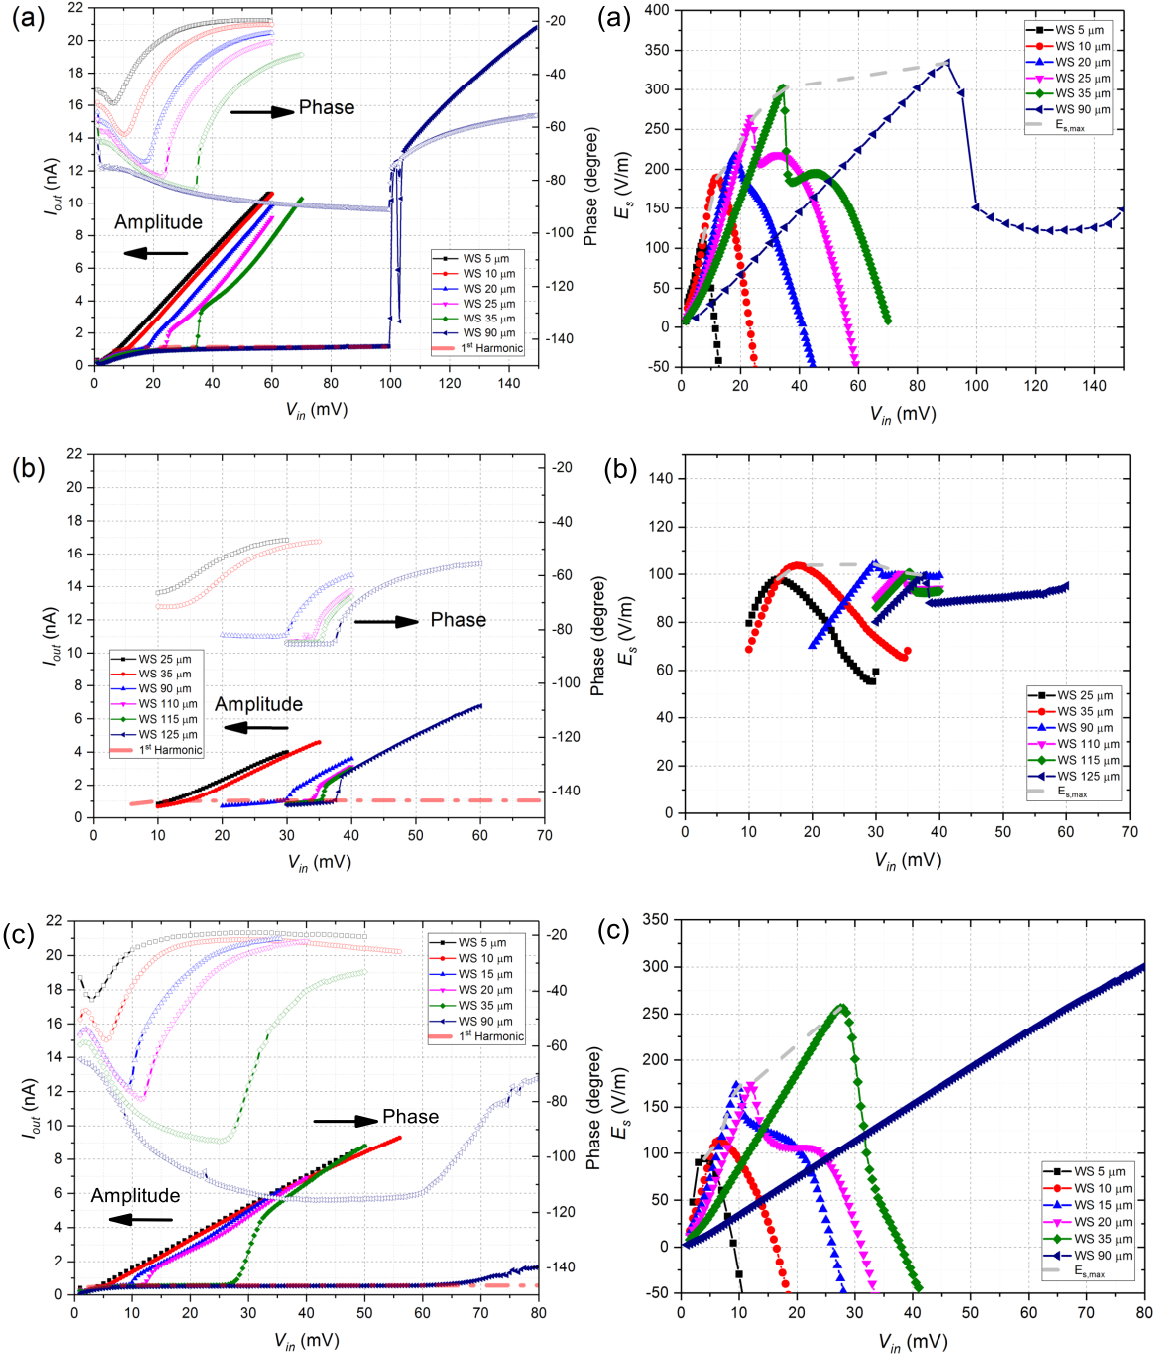 (a)
22
20
18
16
14
12
10
8
6
4
2
0
I_out (nA)
0 20 40 60 80 100 120 140
V_in (mV)
-20
-40
-60
-80
-100
-120
-140
Phase (degree)
Phase
Amplitude
WS 5 μm
WS 10 μm
WS 20 μm
WS 25 μm
WS 35 μm
WS 90 μm
1st Harmonic
(a)
400
350
300
250
200
150
100
50
0
-50
E_s (V/m)
0 20 40 60 80 100 120 140
V_in (mV)
WS 5 μm
WS 10 μm
WS 20 μm
WS 25 μm
WS 35 μm
WS 90 μm
E_s,max
(b)
22
20
18
16
14
12
10
8
6
4
2
0
I_out (nA)
0 10 20 30 40 50 60 70
V_in (mV)
-20
-40
-60
-80
-100
-120
-140
Phase (degree)
Phase
Amplitude
WS 25 μm
WS 35 μm
WS 90 μm
WS 110 μm
WS 115 μm
WS 125 μm
1st Harmonic
(b)
140
120
100
80
60
40
20
0
E_s (V/m)
0 10 20 30 40 50 60 70
V_in (mV)
WS 25 μm
WS 35 μm
WS 90 μm
WS 110 μm
WS 115 μm
WS 125 μm
E_s,max
(c)
22
20
18
16
14
12
10
8
6
4
2
0
I_out (nA)
0 10 20 30 40 50 60 70 80
V_in (mV)
-20
-40
-60
-80
-100
-120
-140
Phase (degree)
Phase
Amplitude
WS 5 μm
WS 10 μm
WS 15 μm
WS 20 μm
WS 35 μm
WS 90 μm
1st Harmonic
(c)
350
300
250
200
150
100
50
0
-50
E_s (V/m)
0 10 20 30 40 50 60 70 80
V_in (mV)
WS 5 μm
WS 10 μm
WS 15 μm
WS 20 μm
WS 35 μm
WS 90 μm
E_s,max